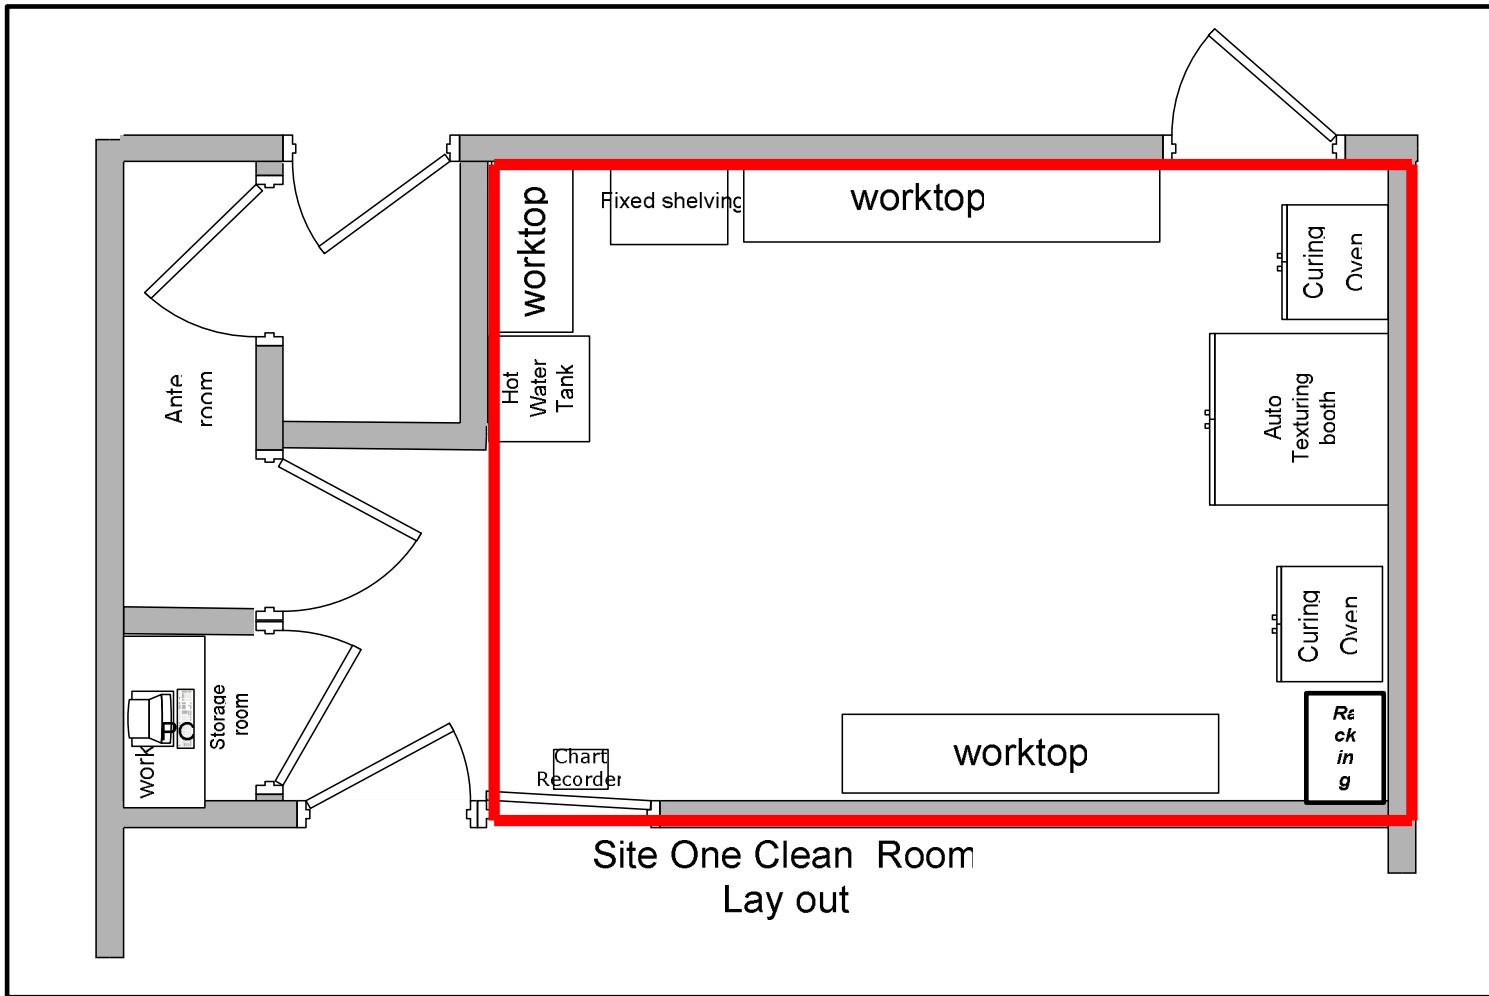 worktop
Fixed shelving
worktop
Curing
Oven
Hot
Water
Tank
Auto
Texturing
booth
Ante
room
Curing
Oven
Storage
room
PC
work
Chart
Recorder
worktop
Ra
ck
in
g
Site One Clean Room
Lay out